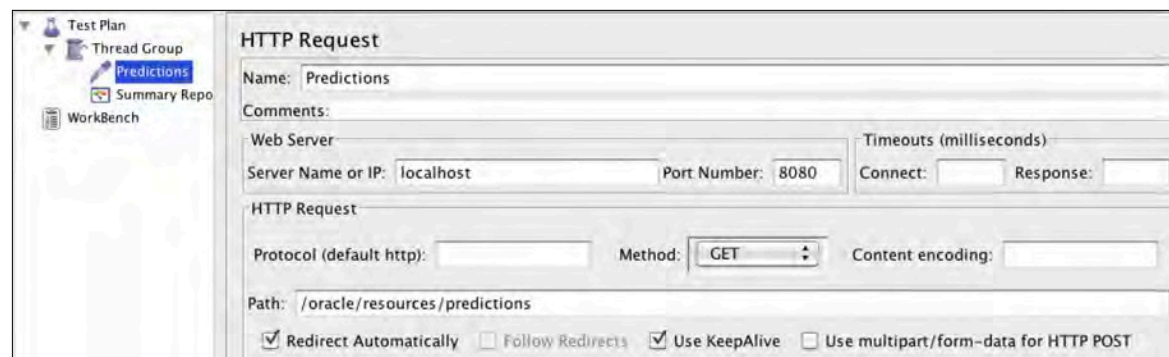 Test Plan
Thread Group
Predictions
Summary Repo
WorkBench
HTTP Request
Name: Predictions
Comments:
Web Server
Server Name or IP: localhost Port Number: 8080
Timeouts (milliseconds)
Connect: Response:
HTTP Request
Protocol (default http): Method: GET Content encoding:
Path: /oracle/resources/predictions
Redirect Automatically Follow Redirects Use KeepAlive Use multipart/form-data for HTTP POST